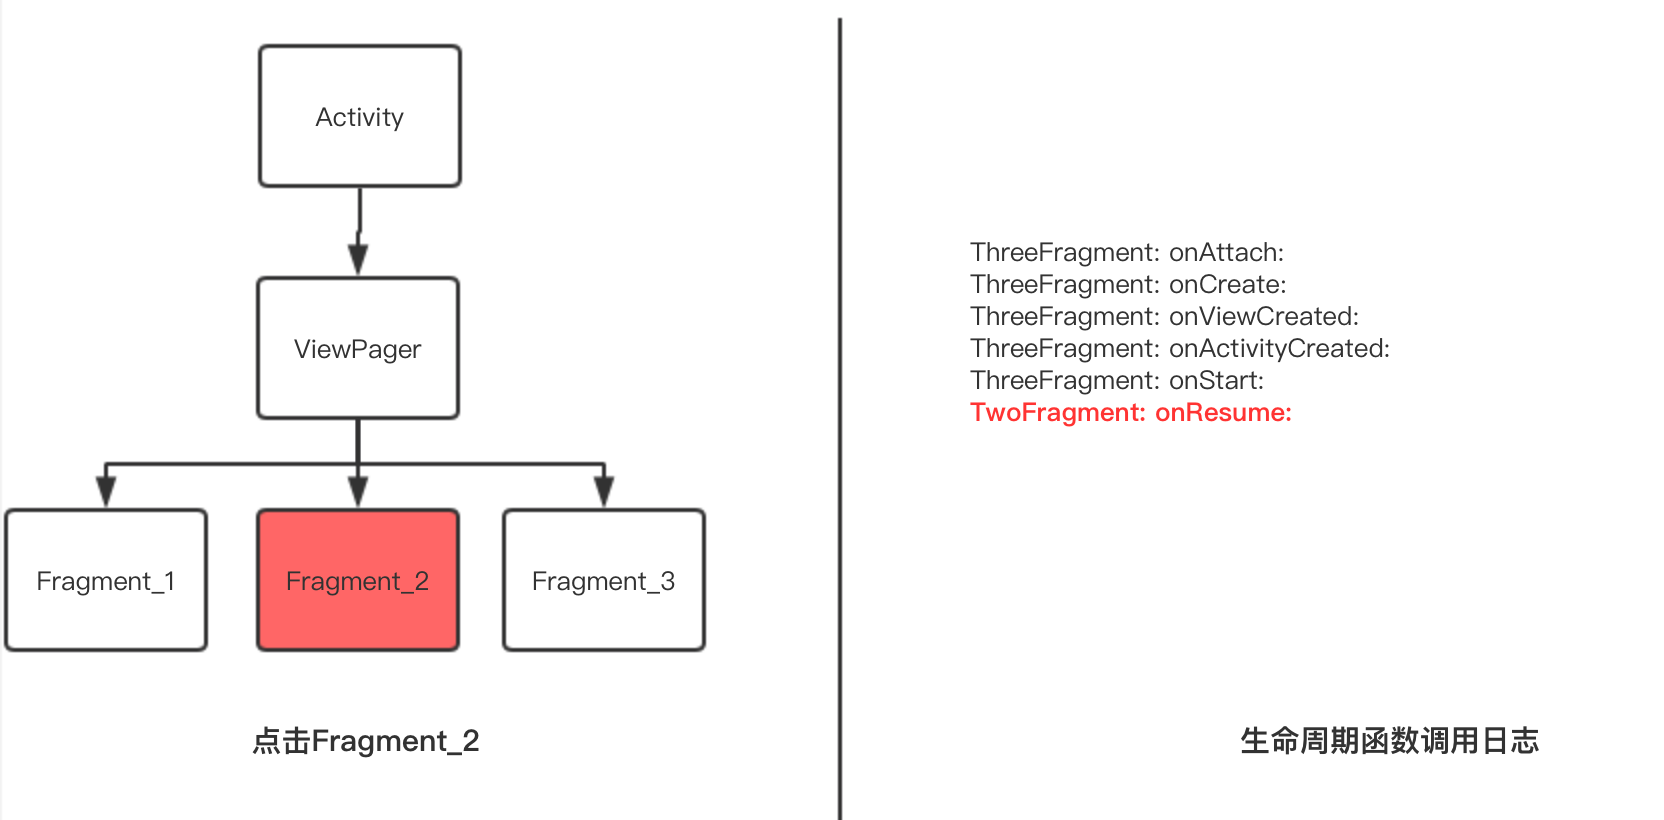 Activity
ViewPager
Fragment_1
Fragment_2
Fragment_3
点击Fragment_2
ThreeFragment: onAttach:
ThreeFragment: onCreate:
ThreeFragment: onViewCreated:
ThreeFragment: onActivityCreated:
ThreeFragment: onStart:
TwoFragment: onResume:
生命周期函数调用日志